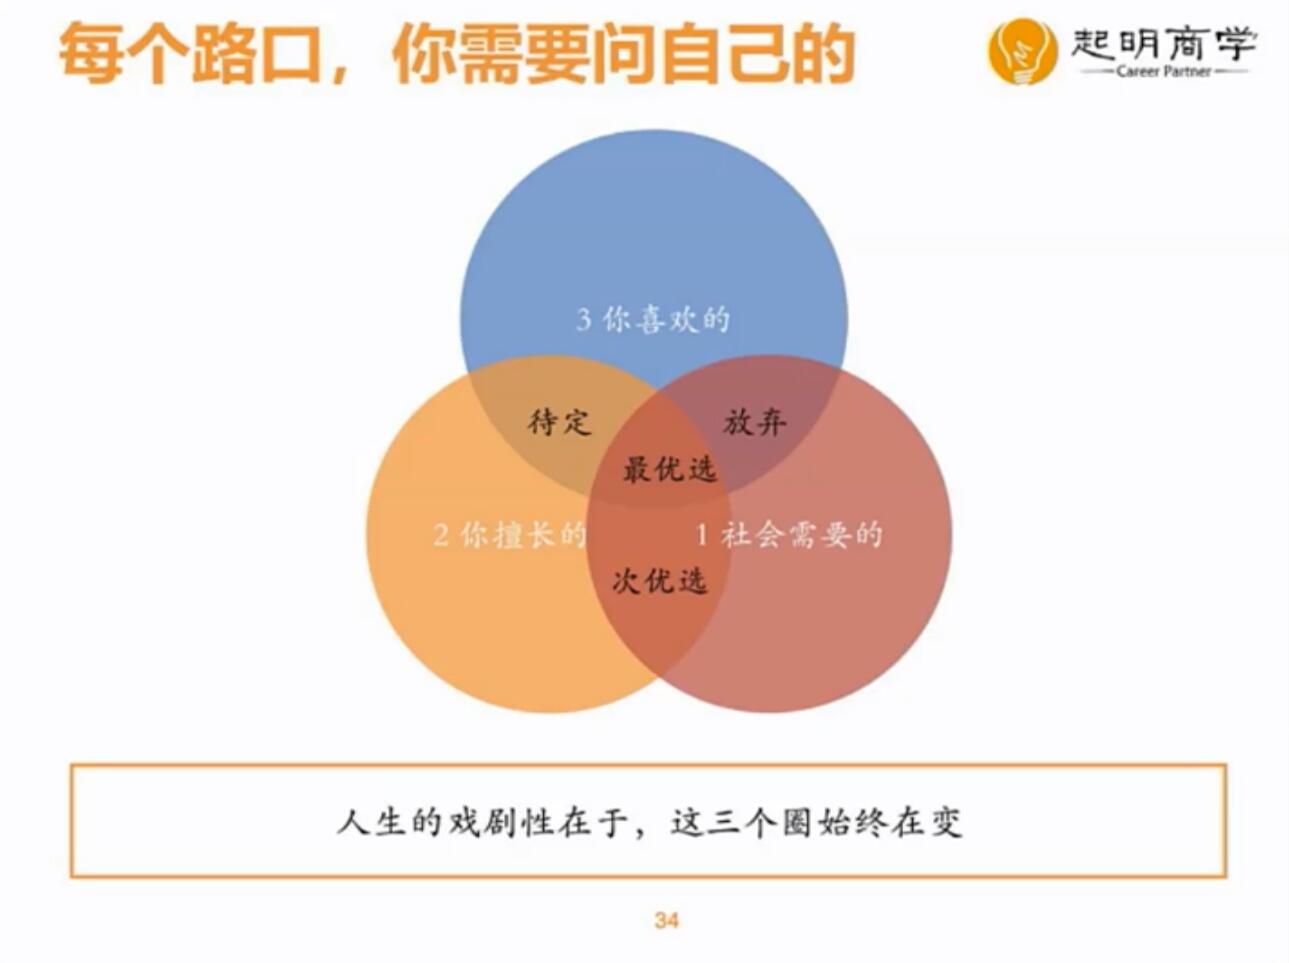 每个路口，你需要问自己的
起明商学
Career Partner
3 你喜欢的
待定
放弃
最优选
2 你擅长的
1 社会需要的
次优选
人生的戏剧性在于，这三个圈始终在变
34